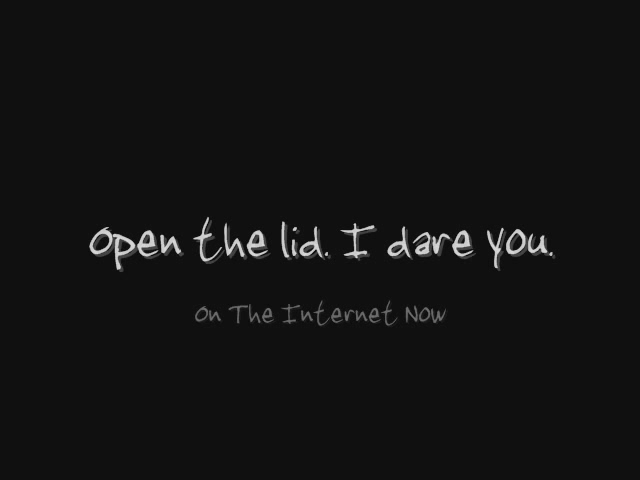 Open the lid. I dare you.
On The Internet Now